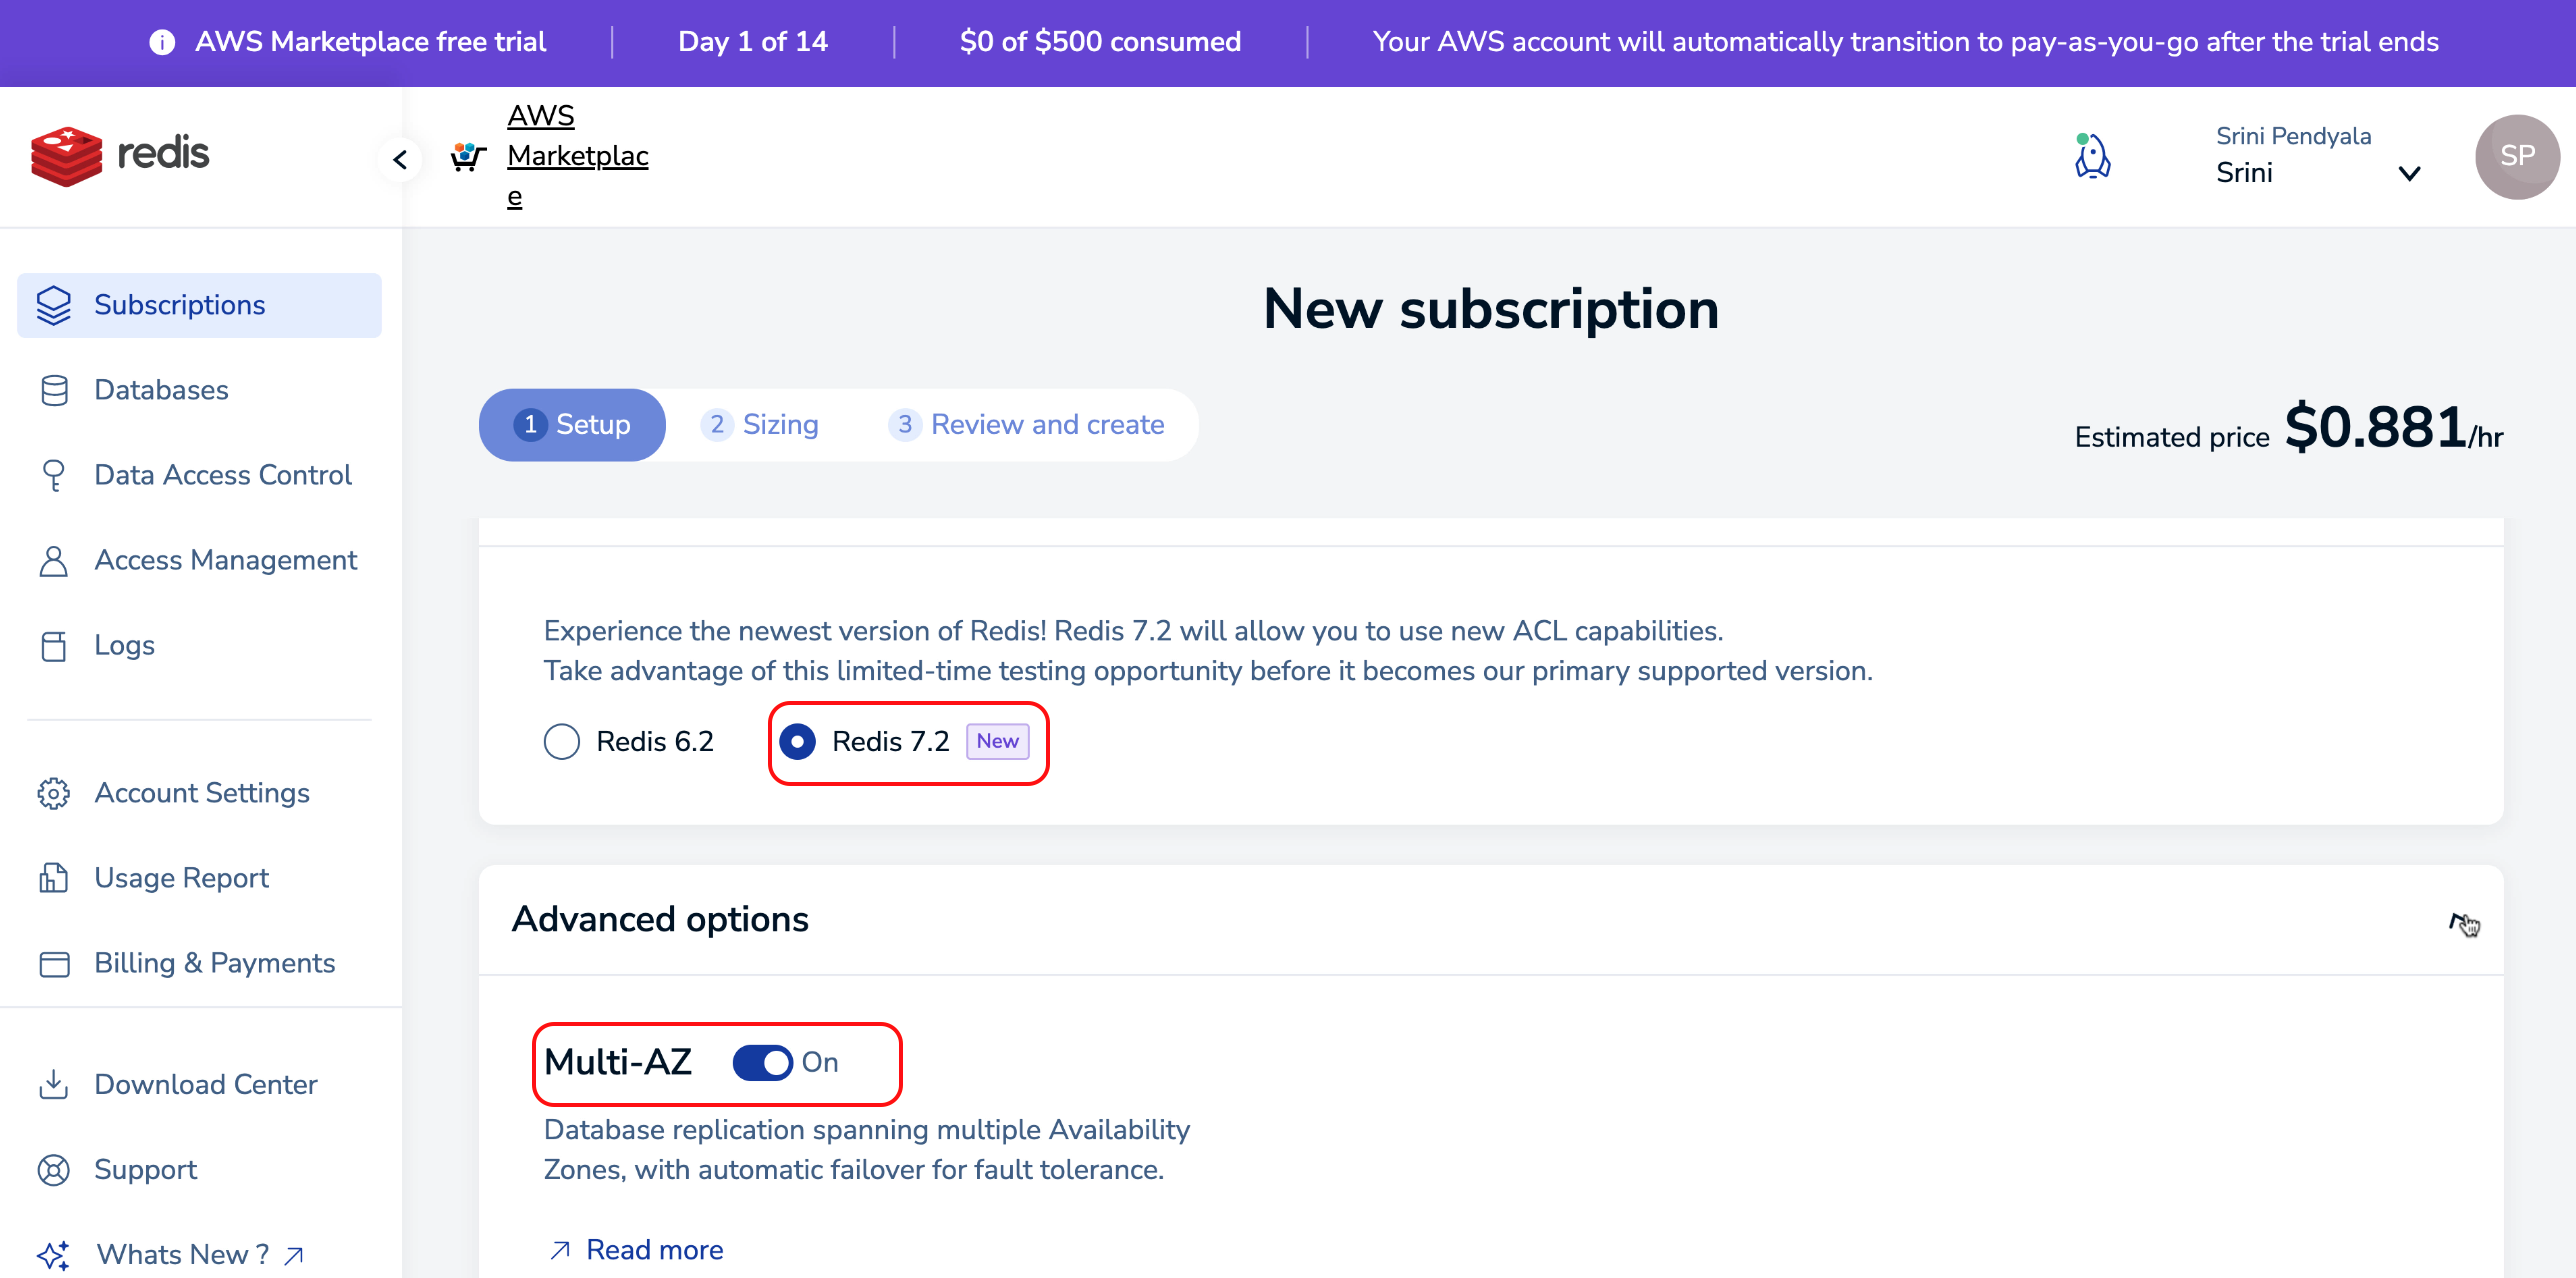 AWS Marketplace free trial
Day 1 of 14
$0 of $500 consumed
Your AWS account will automatically transition to pay-as-you-go after the trial ends
redis
AWS
Marketplac
e
Srini Pendyala
Srini
SP
Subscriptions
Databases
Data Access Control
Access Management
Logs
Account Settings
Usage Report
Billing & Payments
Download Center
Support
Whats New ?
New subscription
1 Setup
2 Sizing
3 Review and create
Estimated price $0.881/hr
Experience the newest version of Redis! Redis 7.2 will allow you to use new ACL capabilities.
Take advantage of this limited-time testing opportunity before it becomes our primary supported version.
Redis 6.2
Redis 7.2 New
Advanced options
Multi-AZ On
Database replication spanning multiple Availability
Zones, with automatic failover for fault tolerance.
Read more